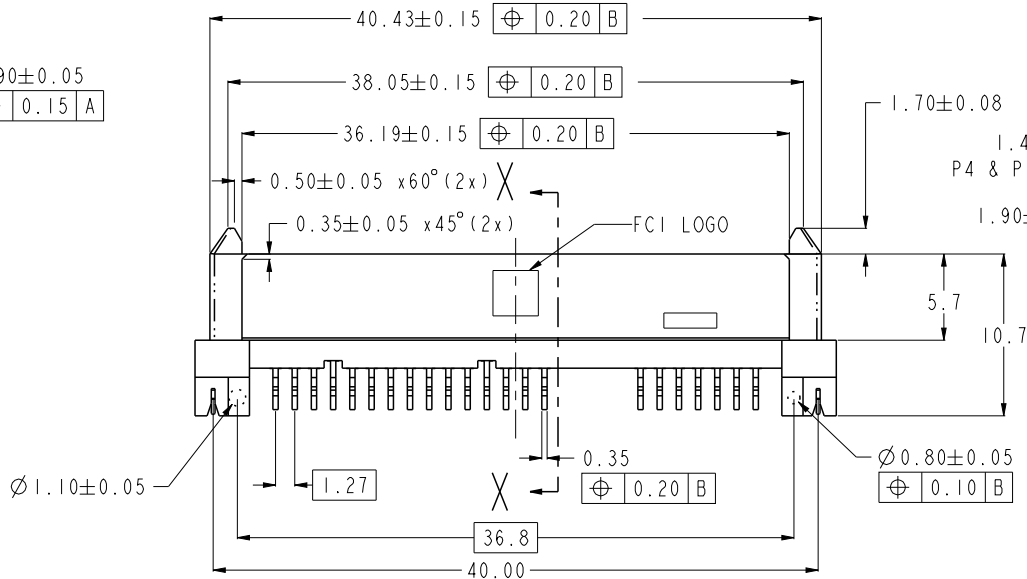 40.43±0.15 ⌖ 0.20 B
90±0.05
0.15 A
38.05±0.15 ⌖ 0.20 B
1.70±0.08
36.19±0.15 ⌖ 0.20 B
1.4
P4 & P
0.50±0.05 x60° (2x) X
1.90±
0.35±0.05 x45° (2x)
FCI LOGO
5.7
10.7
Ø1.10±0.05
1.27
X
0.35
⌖ 0.20 B
Ø0.80±0.05
⌖ 0.10 B
36.8
40.00